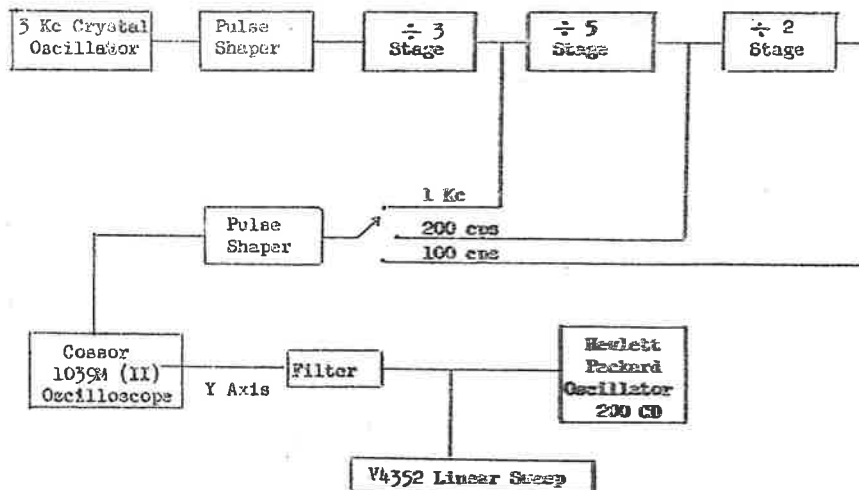 3 Kc Crystal
Oscillator
Pulse
Shaper
÷ 3
Stage
÷ 5
Stage
÷ 2
Stage
1 Kc
Pulse
Shaper
200 cps
100 cps
Cossor
1039M (II)
Oscilloscope
Y Axis
Filter
Hewlett
Packard
Oscillator
200 CD
V4352 Linear Sweep